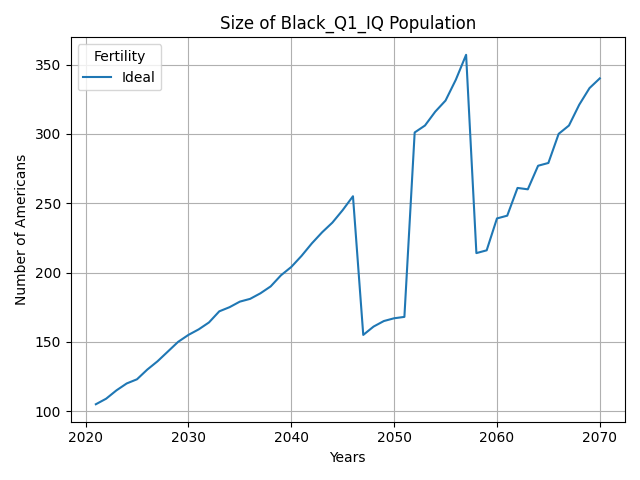 Size of Black_Q1_IQ Population
Fertility
Ideal
Number of Americans
350
300
250
200
150
100
2020
2030
2040
2050
2060
2070
Years